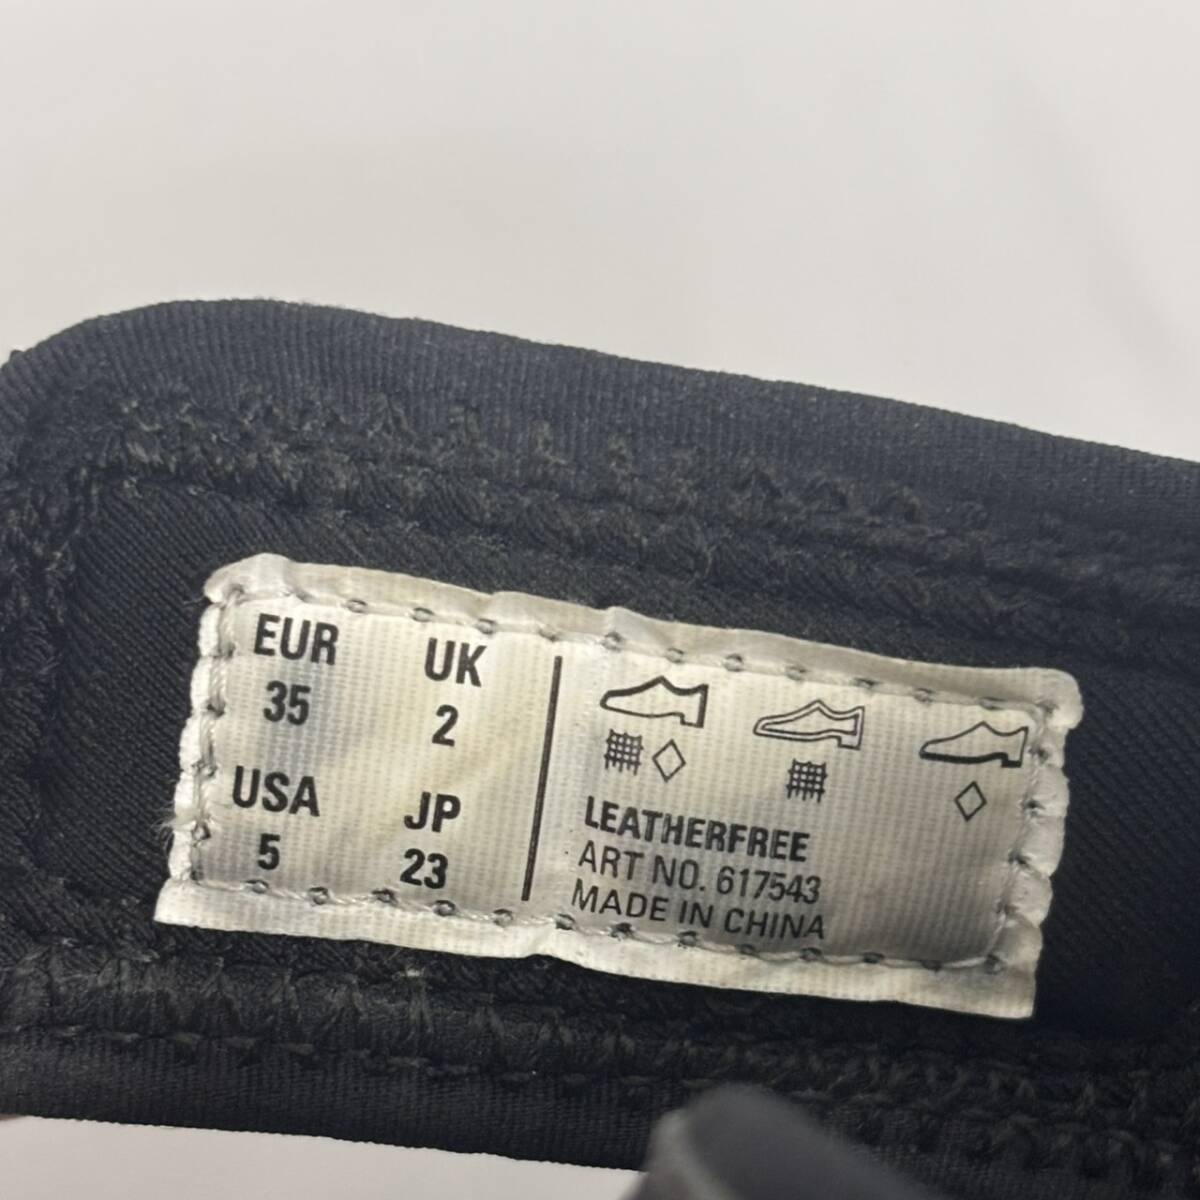 EUR UK
35 2
USA JP
5 23
LEATHERFREE
ART NO. 617543
MADE IN CHINA